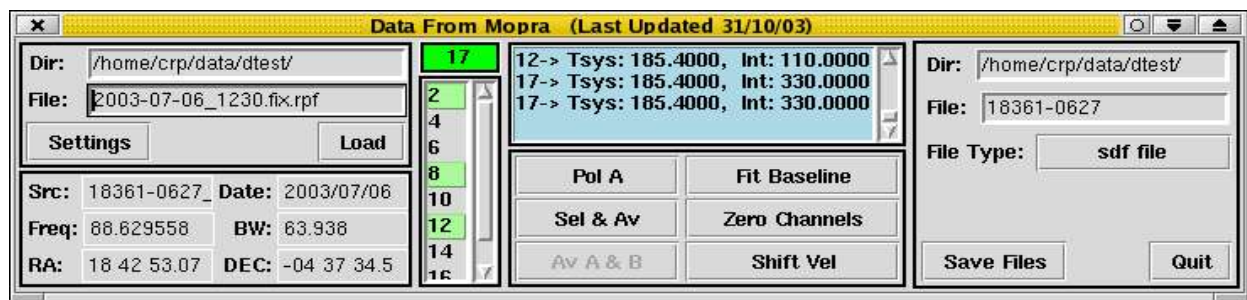 Data From Mopra (Last Updated 31/10/03)
Dir: /home/crp/data/dtest/
File: 2003-07-06_1230.fix.rpf
Settings Load
Src: 18361-0627_ Date: 2003/07/06
Freq: 88.629558 BW: 63.938
RA: 18 42 53.07 DEC: -04 37 34.5
17
2
4
6
8
10
12
14
16
12-> Tsys: 185.4000, Int: 110.0000
17-> Tsys: 185.4000, Int: 330.0000
17-> Tsys: 185.4000, Int: 330.0000
Pol A Fit Baseline
Sel & Av Zero Channels
Av A & B Shift Vel
Dir: /home/crp/data/dtest/
File: 18361-0627
File Type: sdf file
Save Files Quit